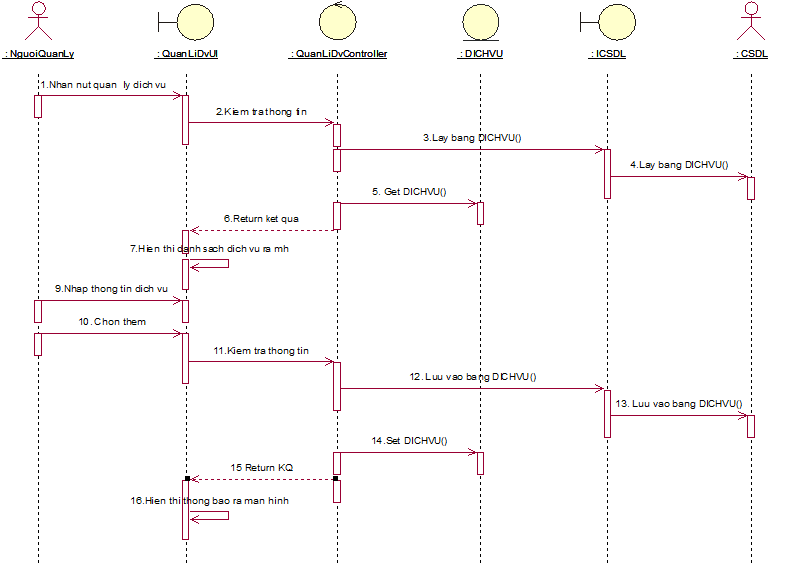 : NguoiQuanLy
: QuanLiDvUI
: QuanLiDvController
: DICHVU
: ICSDL
: CSDL
1.Nhan nut quan ly dich vu
2.Kiem tra thong tin
3.Lay bang DICHVU()
4.Lay bang DICHVU()
5. Get DICHVU()
6.Return ket qua
7.Hien thi danh sach dich vu ra mh
9.Nhap thong tin dich vu
10. Chon them
11.Kiem tra thong tin
12. Luu vao bang DICHVU()
13. Luu vao bang DICHVU()
14.Set DICHVU()
15 Return KQ
16.Hien thi thong bao ra man hinh